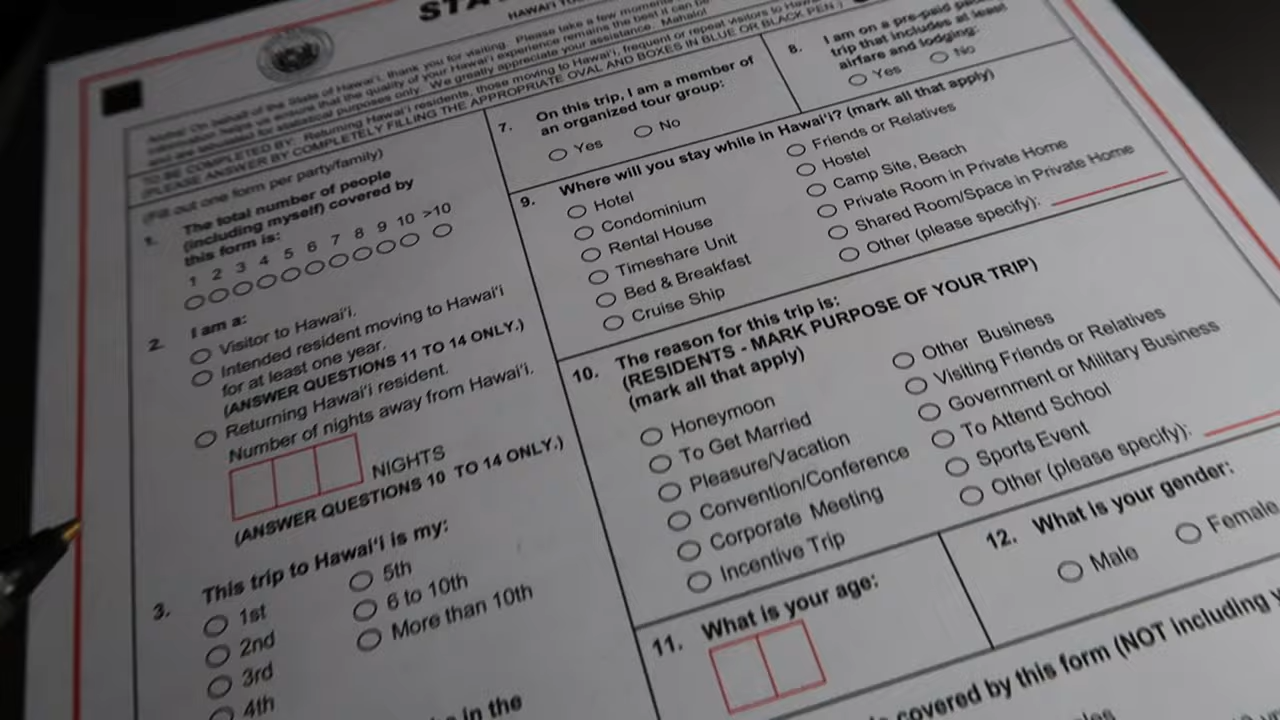 STA
HAWAI'I TOU
Aloha! On behalf of the State of Hawai'i, thank you for visiting. Please take a few moments
information helps us ensure that the quality of your Hawai'i experience remains the best it can be
and are tabulated for statistical purposes only. We greatly appreciate your assistance. Mahalo!
TO BE COMPLETED BY: Returning Hawai'i residents, those moving to Hawai'i, frequent or repeat visitors to Hawai
(PLEASE ANSWER BY COMPLETELY FILLING THE APPROPRIATE OVAL AND BOXES IN BLUE OR BLACK PEN.)
(Fill out one form per party/family)
1. The total number of people
(including myself) covered by
this form is:
1 2 3 4 5 6 7 8 9 10 >10
2. I am a:
Visitor to Hawai'i.
Intended resident moving to Hawai'i
for at least one year.
(ANSWER QUESTIONS 11 TO 14 ONLY.)
Returning Hawai'i resident.
Number of nights away from Hawai'i.
NIGHTS
(ANSWER QUESTIONS 10 TO 14 ONLY.)
3. This trip to Hawai'i is my:
1st
2nd
3rd
4th
5th
6 to 10th
More than 10th
in the
7. On this trip, I am a member of
an organized tour group:
Yes No
8. I am on a pre-paid
trip that includes at least
airfare and lodging:
Yes No
9. Where will you stay while in Hawai'i? (mark all that apply)
Hotel
Condominium
Rental House
Timeshare Unit
Bed & Breakfast
Cruise Ship
Friends or Relatives
Hostel
Camp Site, Beach
Private Room in Private Home
Shared Room/Space in Private Home
Other (please specify):
10. The reason for this trip is:
(RESIDENTS - MARK PURPOSE OF YOUR TRIP)
(mark all that apply)
Honeymoon
To Get Married
Pleasure/Vacation
Convention/Conference
Corporate Meeting
Incentive Trip
Other Business
Visiting Friends or Relatives
Government or Military Business
To Attend School
Sports Event
Other (please specify):
11. What is your age:
12. What is your gender:
Male Female
covered by this form (NOT including y